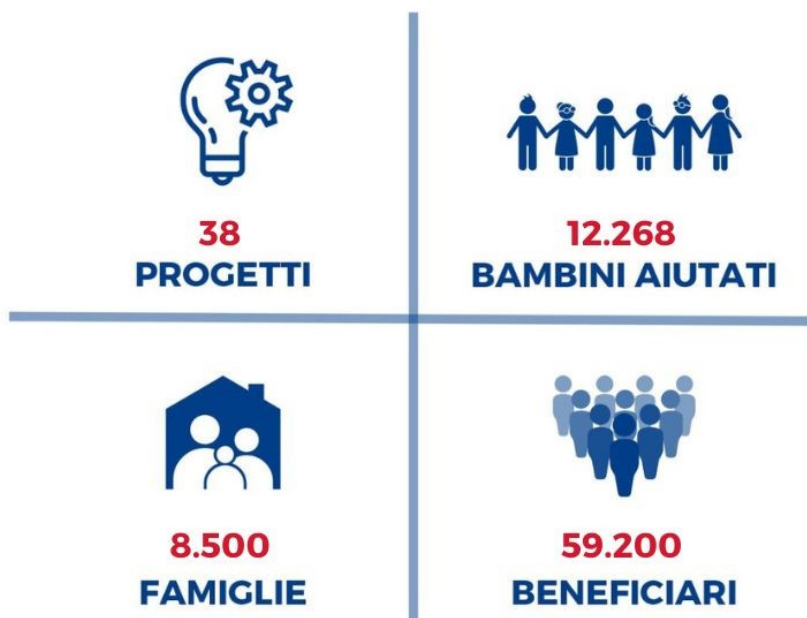 38
PROGETTI
12.268
BAMBINI AIUTATI
8.500
FAMIGLIE
59.200
BENEFICIARI